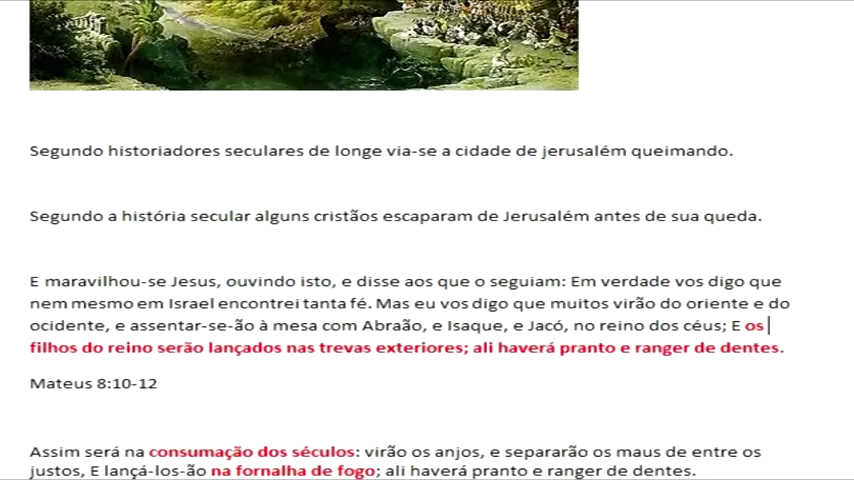 Segundo historiadores seculares de longe via-se a cidade de jerusalém queimando.
Segundo a história secular alguns cristãos escaparam de Jerusalém antes de sua queda.
E maravilhou-se Jesus, ouvindo isto, e disse aos que o seguiam: Em verdade vos digo que
nem mesmo em Israel encontrei tanta fé. Mas eu vos digo que muitos virão do oriente e do
ocidente, e assentar-se-ão à mesa com Abraão, e Isaque, e Jacó, no reino dos céus; E os
filhos do reino serão lançados nas trevas exteriores; ali haverá pranto e ranger de dentes.
Mateus 8:10-12
Assim será na consumação dos séculos: virão os anjos, e separarão os maus de entre os
justos, E lançá-los-ão na fornalha de fogo; ali haverá pranto e ranger de dentes.